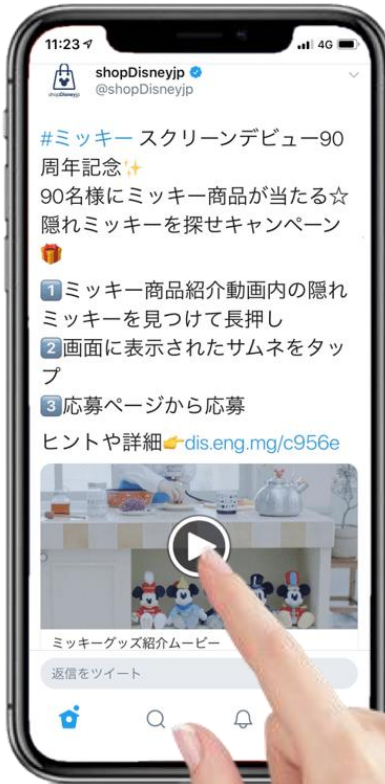 11:23
4G
shopDisneyjp
@shopDisneyjp
shopDisneyjp
#ミッキー スクリーンデビュー90
周年記念✨
90名様にミッキー商品が当たる☆
隠れミッキーを探せキャンペーン
🎁
1️⃣ミッキー商品紹介動画内の隠れ
ミッキーを見つけて長押し
2️⃣画面に表示されたサムネをタッ
プ
3️⃣応募ページから応募
ヒントや詳細👉dis.eng.mg/c956e
ミッキーグッズ紹介ムービー
返信をツイート